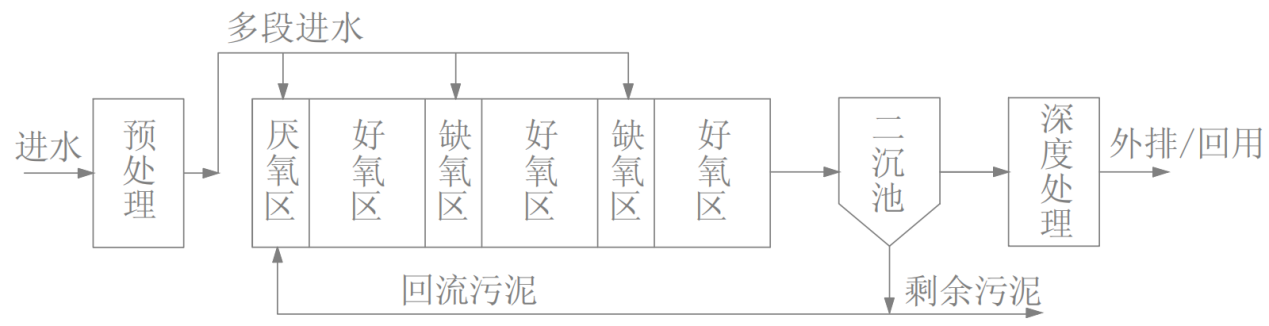 多段进水
进水
预处理
厌氧区
好氧区
缺氧区
好氧区
缺氧区
好氧区
二沉池
深度处理
外排/回用
回流污泥
剩余污泥